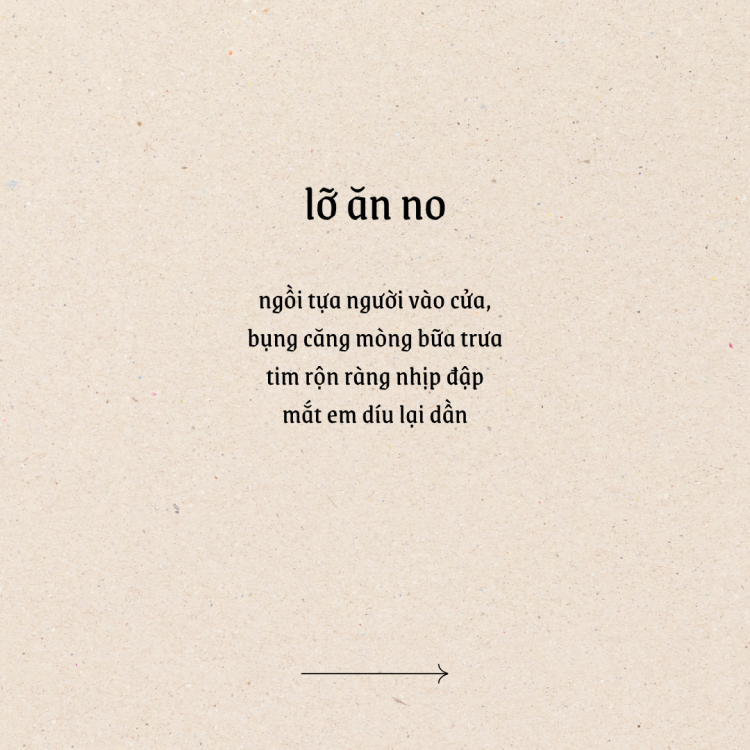 lỡ ăn no
ngồi tựa người vào cửa,
bụng căng mòng bữa trưa
tim rộn ràng nhịp đập
mắt em díu lại dần